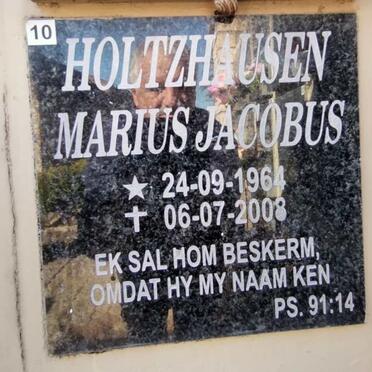 10
HOLTZHAUSEN
MARIUS JACOBUS
24-09-1964
06-07-2008
EK SAL HOM BESKERM,
OMDAT HY MY NAAM KEN
PS. 91:14